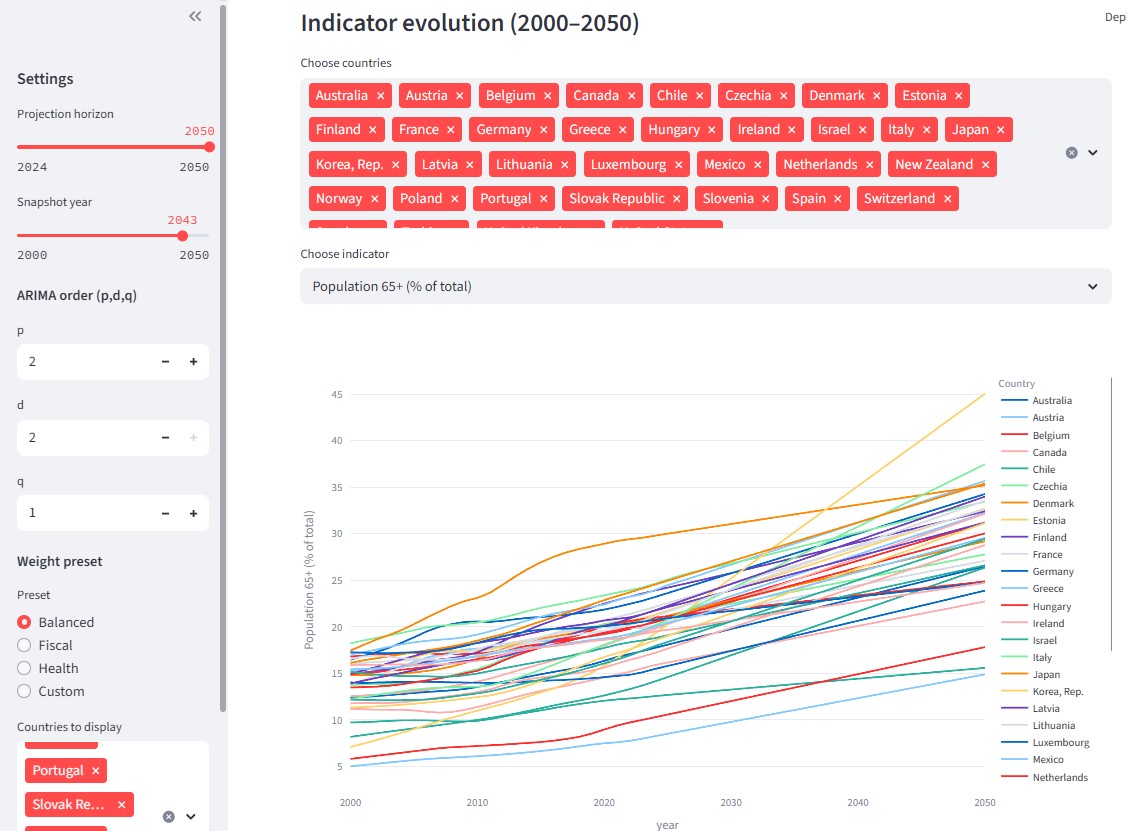 Dep
Settings
Projection horizon
2050
2024 2050
Snapshot year
2043
2000 2050
ARIMA order (p,d,q)
p
2 − +
d
2 − +
q
1 − +
Weight preset
Preset
Balanced
Fiscal
Health
Custom
Countries to display
Portugal ×
Slovak Re... ×
Indicator evolution (2000–2050)
Choose countries
Australia × Austria × Belgium × Canada × Chile × Czechia × Denmark × Estonia ×
Finland × France × Germany × Greece × Hungary × Ireland × Israel × Italy × Japan ×
Korea, Rep. × Latvia × Lithuania × Luxembourg × Mexico × Netherlands × New Zealand ×
Norway × Poland × Portugal × Slovak Republic × Slovenia × Spain × Switzerland ×
Choose indicator
Population 65+ (% of total)
Population 65+ (% of total)
45
40
35
30
25
20
15
10
5
2000 2010 2020 2030 2040 2050
year
Country
Australia
Austria
Belgium
Canada
Chile
Czechia
Denmark
Estonia
Finland
France
Germany
Greece
Hungary
Ireland
Israel
Italy
Japan
Korea, Rep.
Latvia
Lithuania
Luxembourg
Mexico
Netherlands